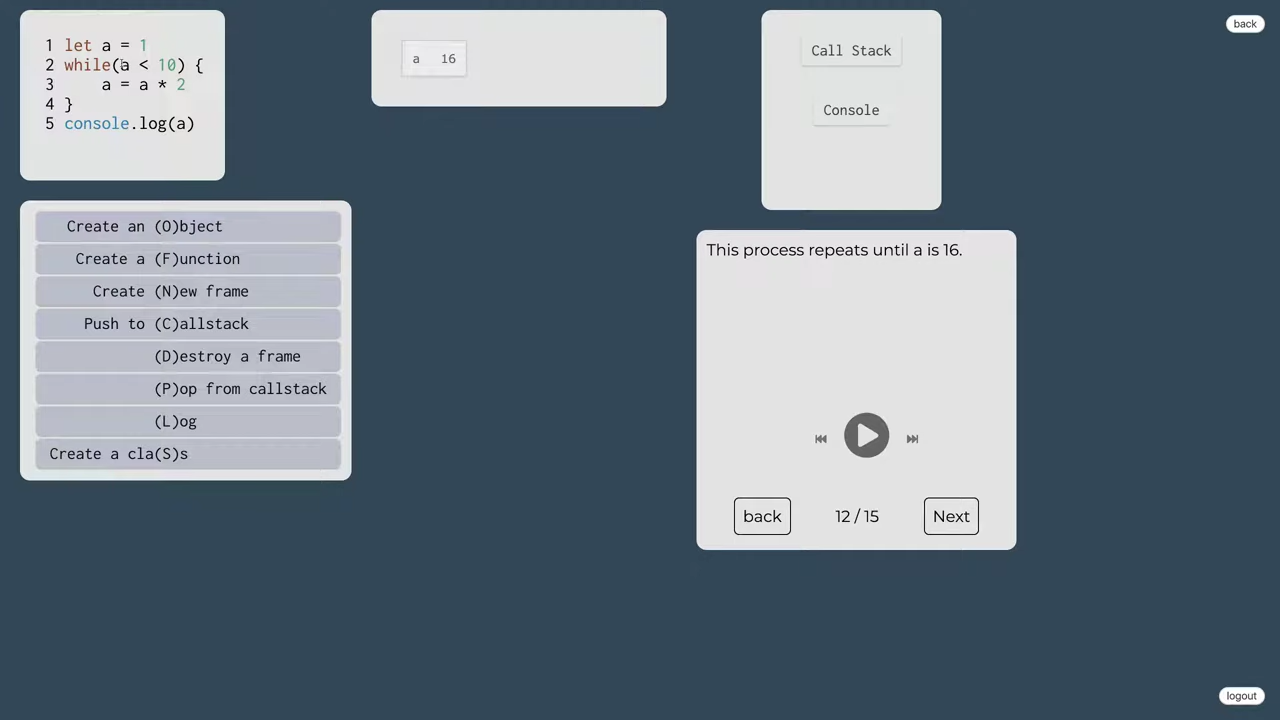 1 let a = 1
2 while(a < 10) {
3     a = a * 2
4 }
5 console.log(a)
a 16
Call Stack
Console
back
Create an (O)bject
Create a (F)unction
Create (N)ew frame
Push to (C)allstack
(D)estroy a frame
(P)op from callstack
(L)og
Create a cla(S)s
This process repeats until a is 16.
back 12 / 15 Next
logout